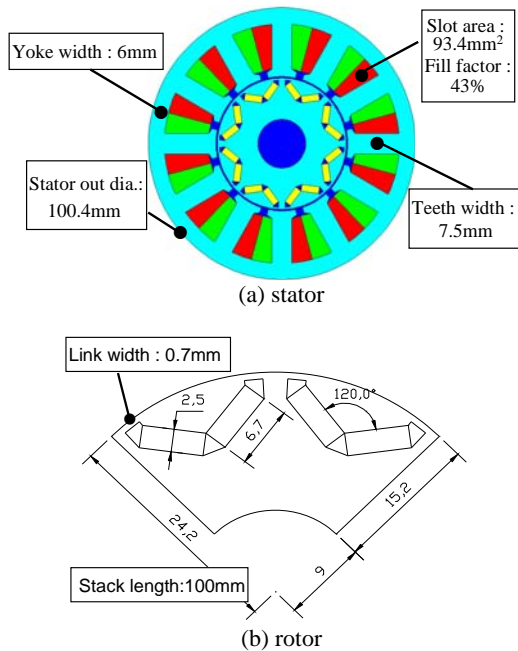 Yoke width : 6mm
Slot area :
93.4mm²
Fill factor :
43%
Stator out dia.:
100.4mm
Teeth width :
7.5mm
(a) stator
Link width : 0.7mm
2,5
6,7
120,0°
24,2
15,2
9
Stack length:100mm
(b) rotor